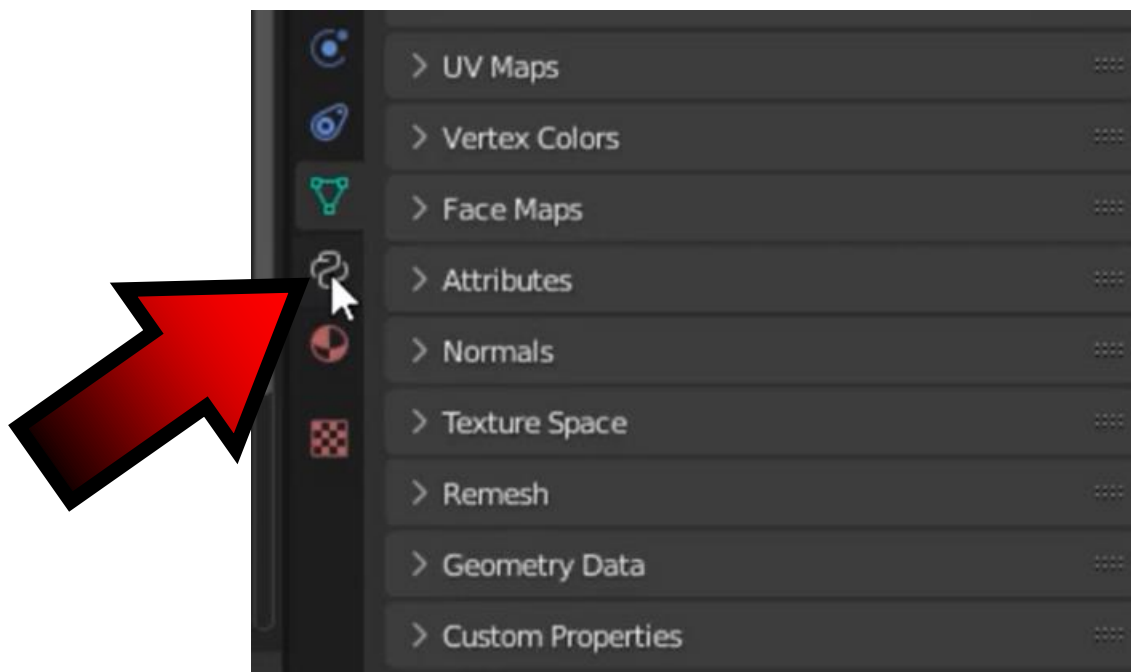 UV Maps
Vertex Colors
Face Maps
Attributes
Normals
Texture Space
Remesh
Geometry Data
Custom Properties